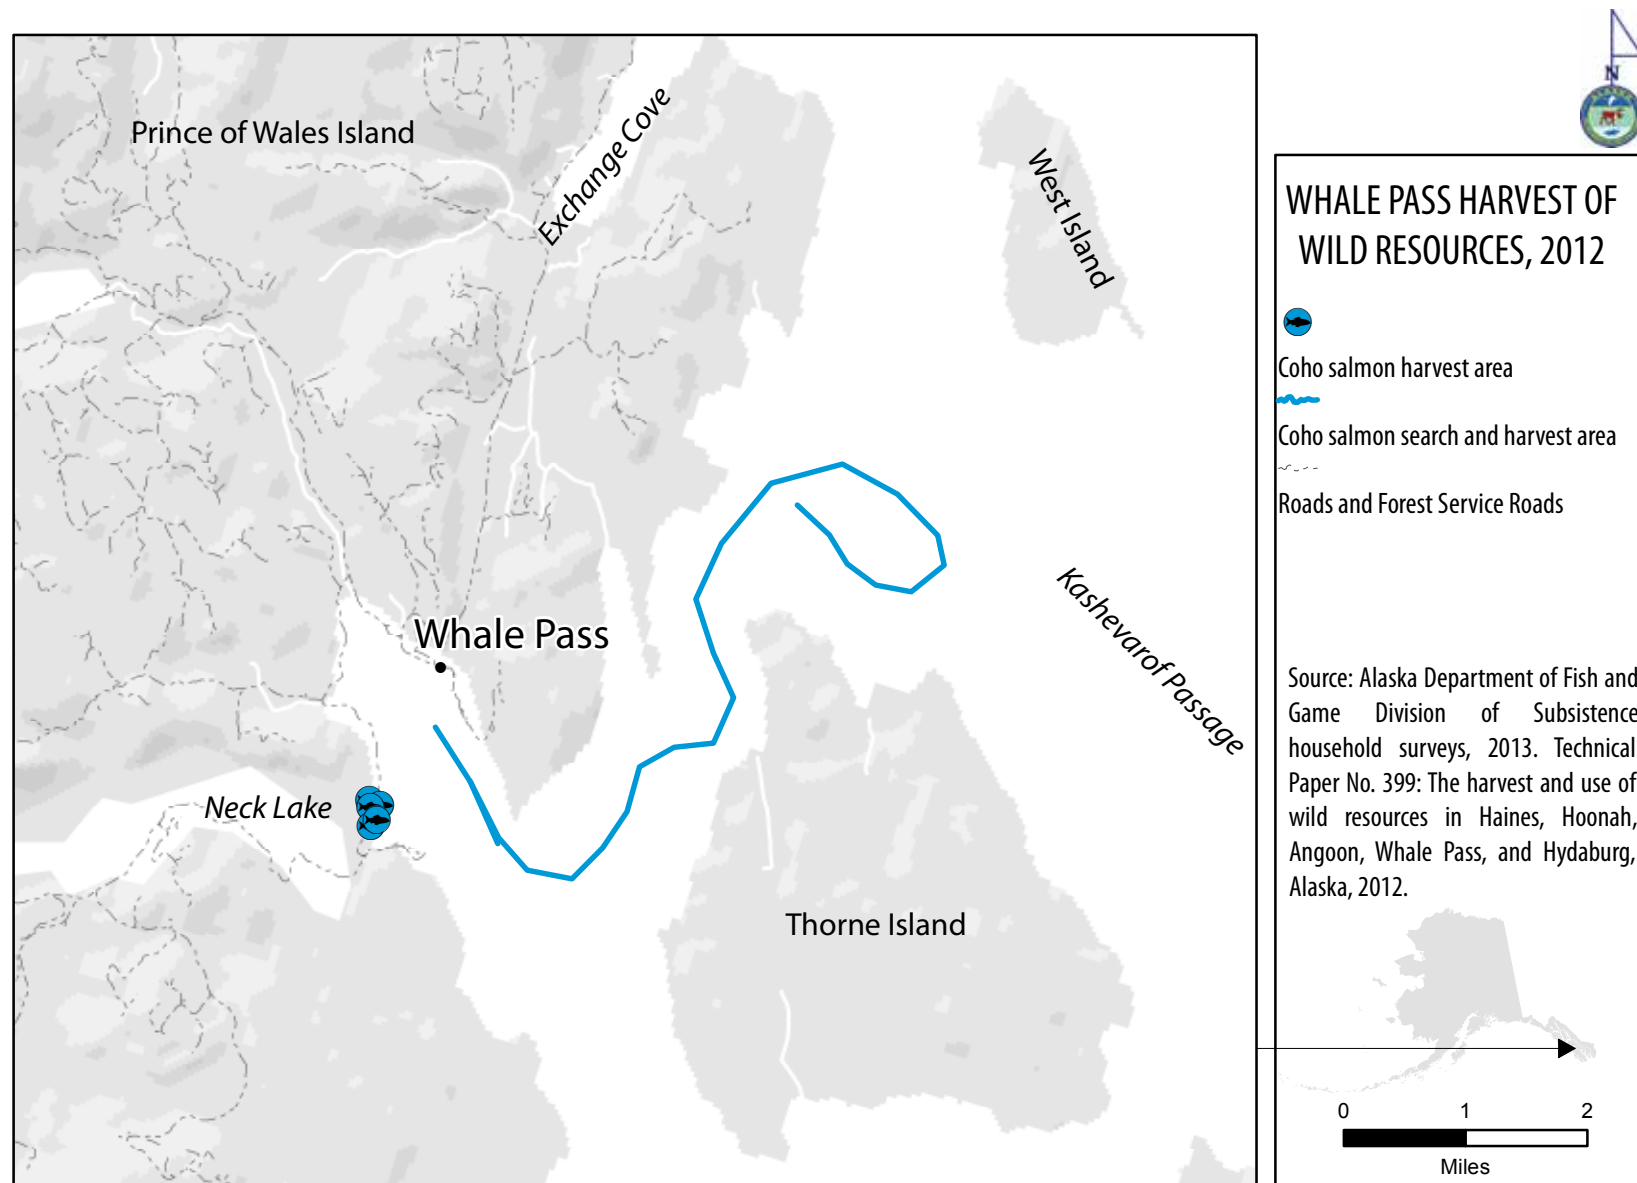 Prince of Wales Island
Exchange Cove
West Island
Whale Pass
Kashevarof Passage
Neck Lake
Thorne Island
N
WHALE PASS HARVEST OF
WILD RESOURCES, 2012
Coho salmon harvest area
Coho salmon search and harvest area
Roads and Forest Service Roads
Source: Alaska Department of Fish and
Game Division of Subsistence
household surveys, 2013. Technical
Paper No. 399: The harvest and use of
wild resources in Haines, Hoonah,
Angoon, Whale Pass, and Hydaburg,
Alaska, 2012.
0 1 2
Miles